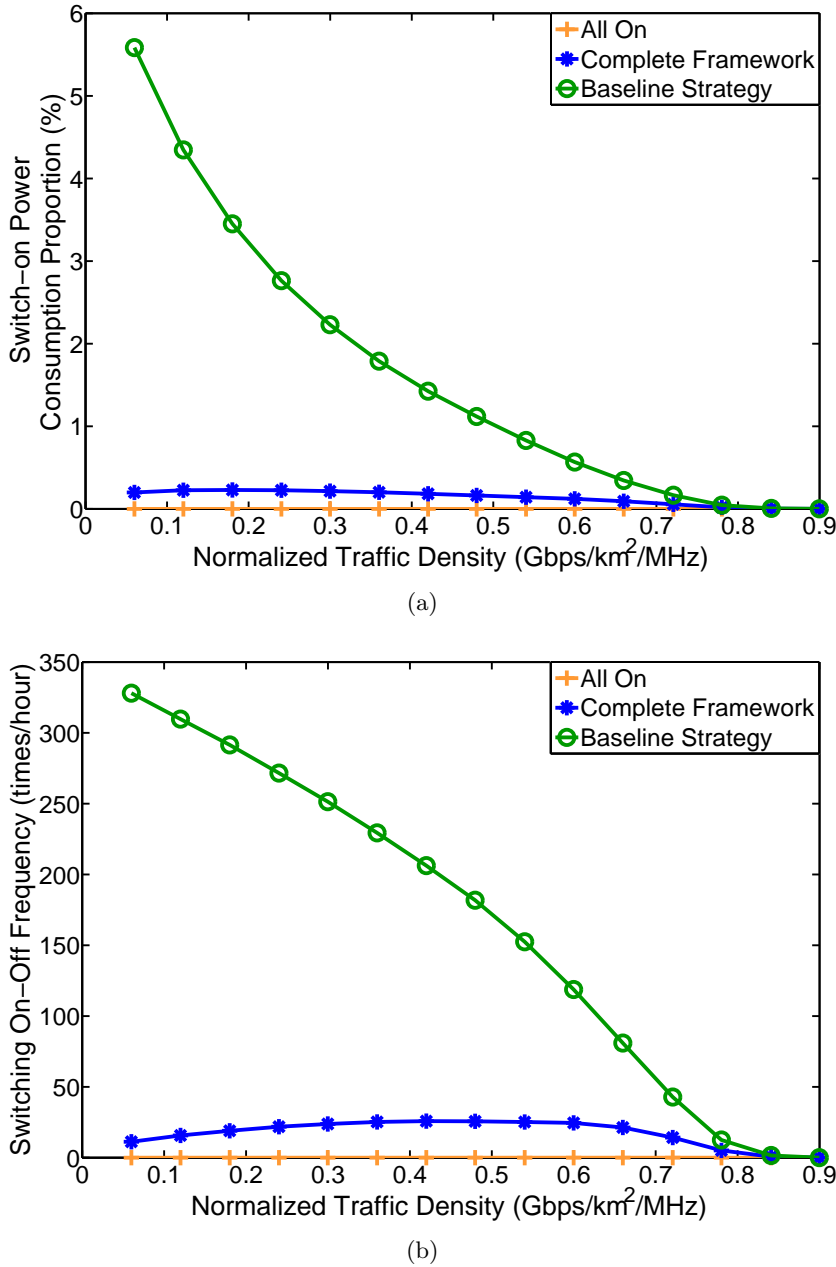 6
5
4
3
2
1
0
Switch−on Power
Consumption Proportion (%)
All On
Complete Framework
Baseline Strategy
0 0.1 0.2 0.3 0.4 0.5 0.6 0.7 0.8 0.9
Normalized Traffic Density (Gbps/km²/MHz)
(a)
350
300
250
200
150
100
50
0
Switching On−Off Frequency (times/hour)
All On
Complete Framework
Baseline Strategy
0 0.1 0.2 0.3 0.4 0.5 0.6 0.7 0.8 0.9
Normalized Traffic Density (Gbps/km²/MHz)
(b)